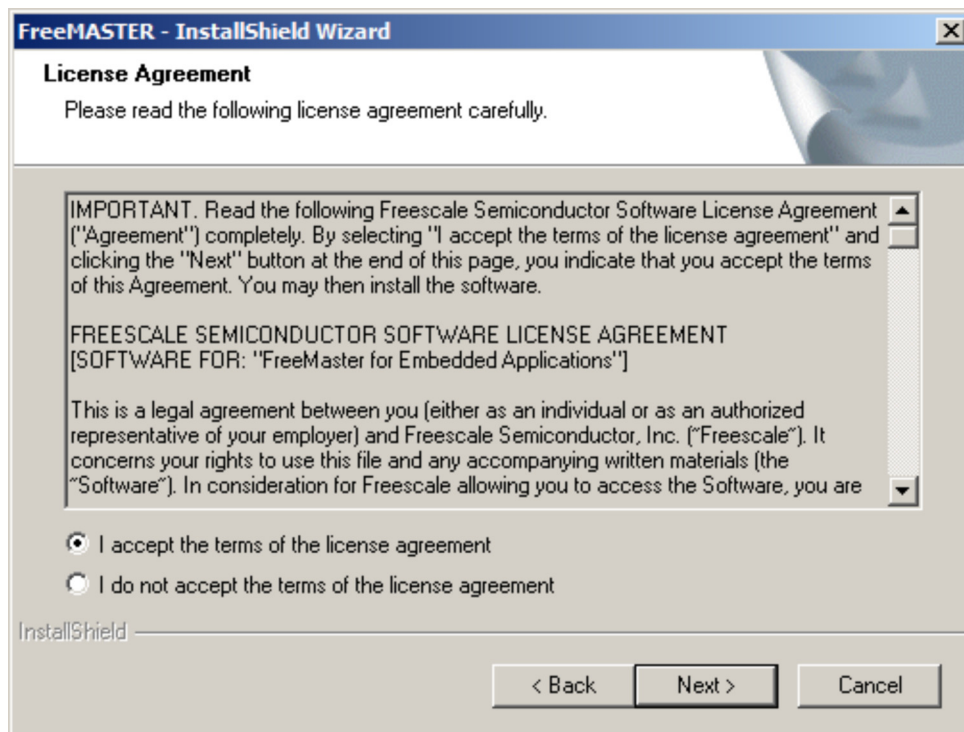 FreeMASTER - InstallShield Wizard
License Agreement
Please read the following license agreement carefully.
IMPORTANT. Read the following Freescale Semiconductor Software License Agreement
("Agreement") completely. By selecting "I accept the terms of the license agreement" and
clicking the "Next" button at the end of this page, you indicate that you accept the terms
of this Agreement. You may then install the software.
FREESCALE SEMICONDUCTOR SOFTWARE LICENSE AGREEMENT
[SOFTWARE FOR: "FreeMaster for Embedded Applications"]
This is a legal agreement between you (either as an individual or as an authorized
representative of your employer) and Freescale Semiconductor, Inc. (˝Freescale˝). It
concerns your rights to use this file and any accompanying written materials (the
˝Software˝). In consideration for Freescale allowing you to access the Software, you are
I accept the terms of the license agreement
I do not accept the terms of the license agreement
InstallShield
< Back
Next >
Cancel